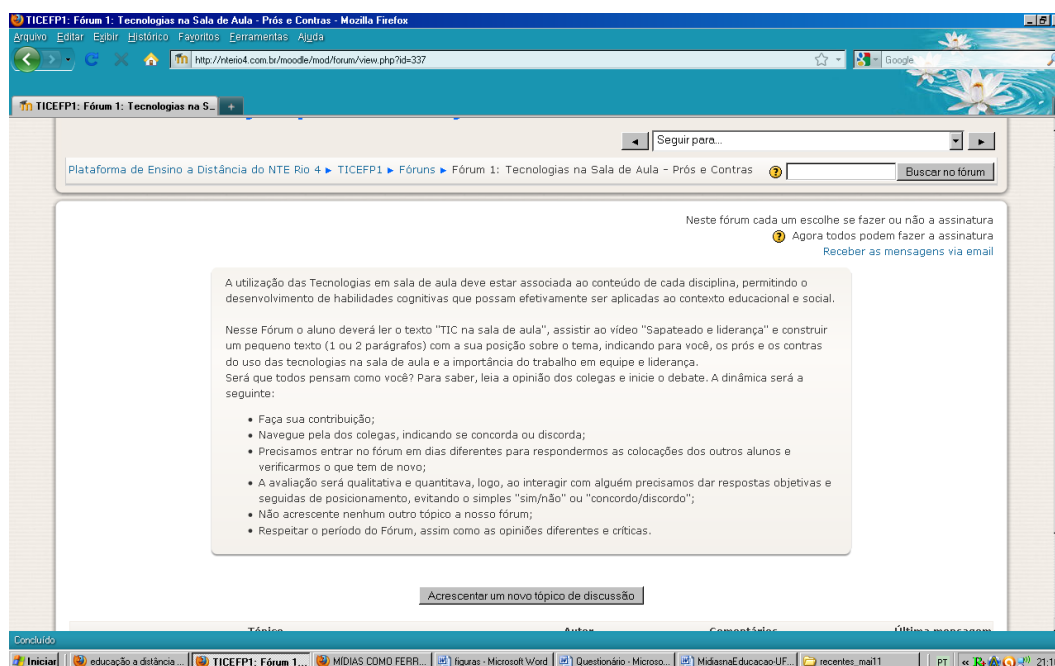 TICEFP1: Fórum 1: Tecnologias na Sala de Aula - Prós e Contras - Mozilla Firefox
Arquivo Editar Exibir Histórico Favoritos Ferramentas Ajuda
http://nterio4.com.br/moodle/mod/forum/view.php?id=337
Google
TICEFP1: Fórum 1: Tecnologias na S...
Seguir para...
Plataforma de Ensino a Distância do NTE Rio 4 ► TICEFP1 ► Fóruns ► Fórum 1: Tecnologias na Sala de Aula - Prós e Contras
Buscar no fórum
Neste fórum cada um escolhe se fazer ou não a assinatura
Agora todos podem fazer a assinatura
Receber as mensagens via email
A utilização das Tecnologias em sala de aula deve estar associada ao conteúdo de cada disciplina, permitindo o
desenvolvimento de habilidades cognitivas que possam efetivamente ser aplicadas ao contexto educacional e social.
Nesse Fórum o aluno deverá ler o texto "TIC na sala de aula", assistir ao vídeo "Sapateado e liderança" e construir
um pequeno texto (1 ou 2 parágrafos) com a sua posição sobre o tema, indicando para você, os prós e os contras
do uso das tecnologias na sala de aula e a importância do trabalho em equipe e liderança.
Será que todos pensam como você? Para saber, leia a opinião dos colegas e inicie o debate. A dinâmica será a
seguinte:
• Faça sua contribuição;
• Navegue pela dos colegas, indicando se concorda ou discorda;
• Precisamos entrar no fórum em dias diferentes para respondermos as colocações dos outros alunos e
verificarmos o que tem de novo;
• A avaliação será qualitativa e quantitava, logo, ao interagir com alguém precisamos dar respostas objetivas e
seguidas de posicionamento, evitando o simples "sim/não" ou "concordo/discordo";
• Não acrescente nenhum outro tópico a nosso fórum;
• Respeitar o período do Fórum, assim como as opiniões diferentes e críticas.
Acrescentar um novo tópico de discussão
Tópico Autor Comentários Última mensagem
Concluído
Iniciar educação a distância ... TICEFP1: Fórum 1... MÍDIAS COMO FERR... figuras - Microsoft Word Questionário - Microso... MidiasnaEducacao-UF... recentes_mai11 PT